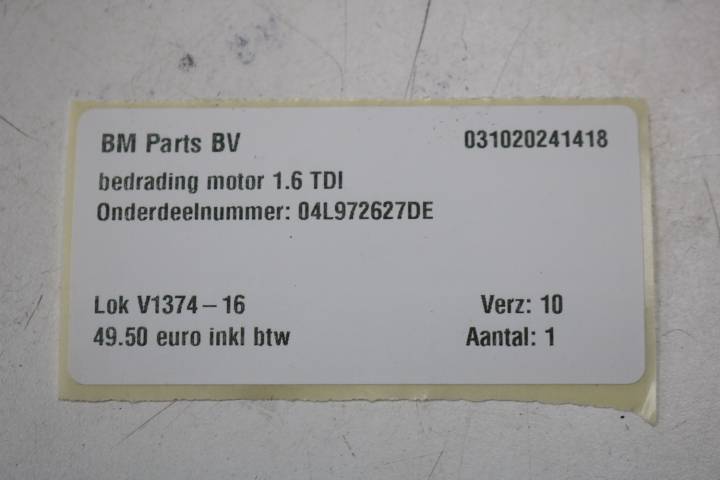 BM Parts BV 031020241418
bedrading motor 1.6 TDI
Onderdeelnummer: 04L972627DE
Lok V1374 – 16 Verz: 10
49.50 euro inkl btw Aantal: 1